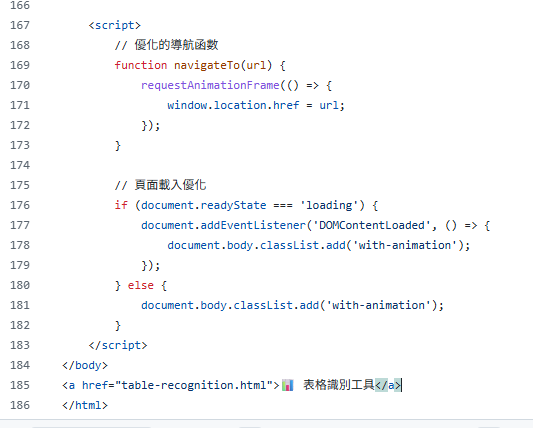 166
167 <script>
168 // 優化的導航函數
169 function navigateTo(url) {
170 requestAnimationFrame(() => {
171 window.location.href = url;
172 });
173 }
174
175 // 頁面載入優化
176 if (document.readyState === 'loading') {
177 document.addEventListener('DOMContentLoaded', () => {
178 document.body.classList.add('with-animation');
179 });
180 } else {
181 document.body.classList.add('with-animation');
182 }
183 </script>
184 </body>
185 <a href="table-recognition.html">📊 表格識別工具</a>
186 </html>